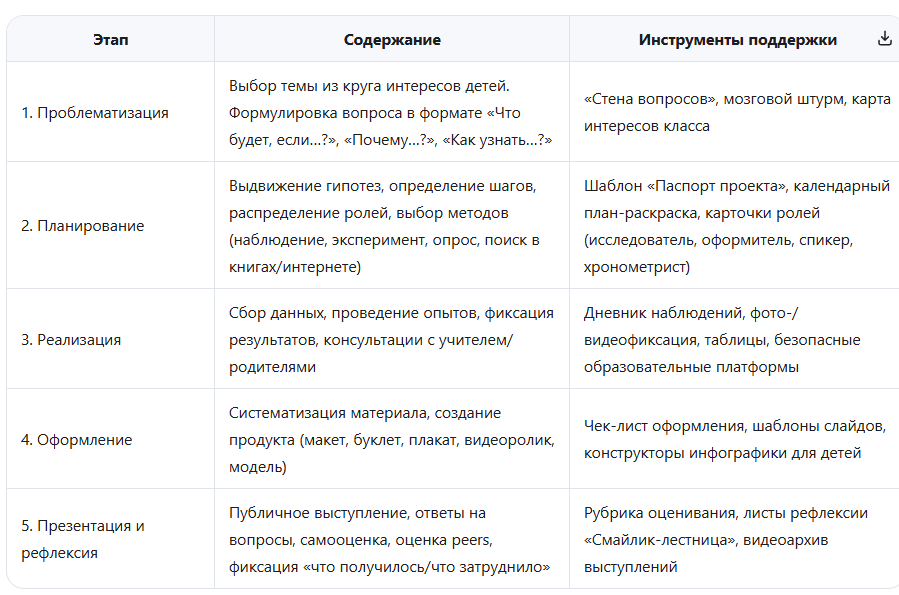 Этап
Содержание
Инструменты поддержки
1. Проблематизация
Выбор темы из круга интересов детей.
Формулировка вопроса в формате «Что
будет, если...?», «Почему...?», «Как узнать...?»
«Стена вопросов», мозговой штурм, карта
интересов класса
2. Планирование
Выдвижение гипотез, определение шагов,
распределение ролей, выбор методов
(наблюдение, эксперимент, опрос, поиск в
книгах/интернете)
Шаблон «Паспорт проекта», календарный
план-раскраска, карточки ролей
(исследователь, оформитель, спикер,
хронометрист)
3. Реализация
Сбор данных, проведение опытов, фиксация
результатов, консультации с учителем/
родителями
Дневник наблюдений, фото-/
видеофиксация, таблицы, безопасные
образовательные платформы
4. Оформление
Систематизация материала, создание
продукта (макет, буклет, плакат, видеоролик,
модель)
Чек-лист оформления, шаблоны слайдов,
конструкторы инфографики для детей
5. Презентация и
рефлексия
Публичное выступление, ответы на
вопросы, самооценка, оценка peers,
фиксация «что получилось/что затруднило»
Рубрика оценивания, листы рефлексии
«Смайлик-лестница», видеоархив
выступлений